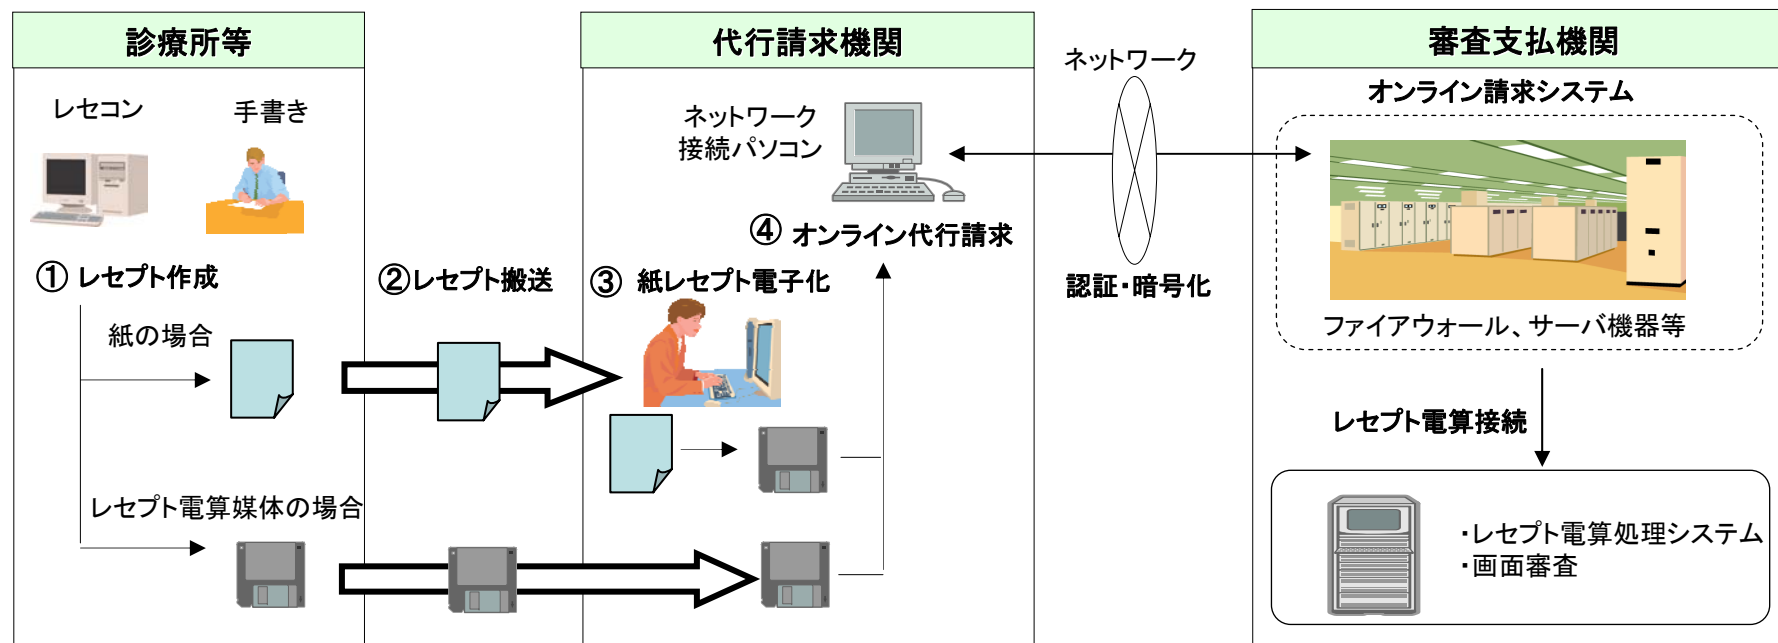 診療所等
代行請求機関
審査支払機関
レセコン
手書き
ネットワーク
接続パソコン
ネットワーク
オンライン請求システム
④ オンライン代行請求
① レセプト作成
②レセプト搬送
③ 紙レセプト電子化
認証・暗号化
紙の場合
ファイアウォール、サーバ機器等
レセプト電算接続
レセプト電算媒体の場合
・レセプト電算処理システム
・画面審査